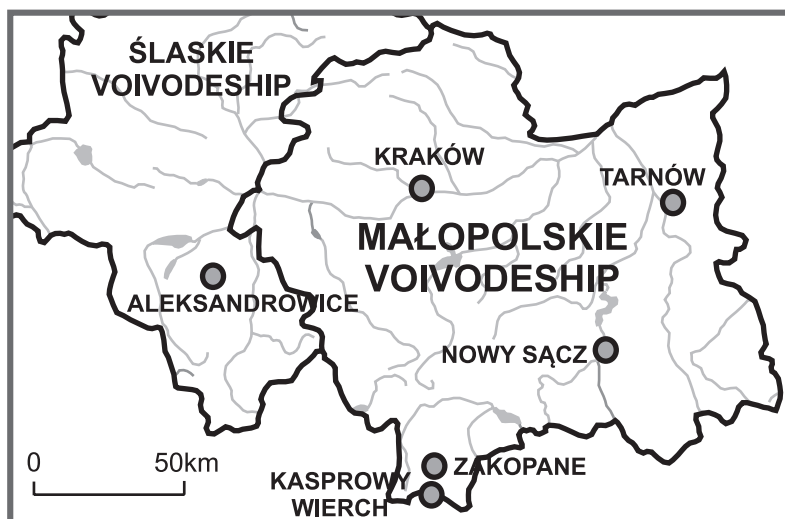 ŚLASKIE
VOIVODESHIP
KRAKÓW
TARNÓW
MAŁOPOLSKIE
VOIVODESHIP
ALEKSANDROWICE
NOWY SĄCZ
ZAKOPANE
KASPROWY
WIERCH
0 50km